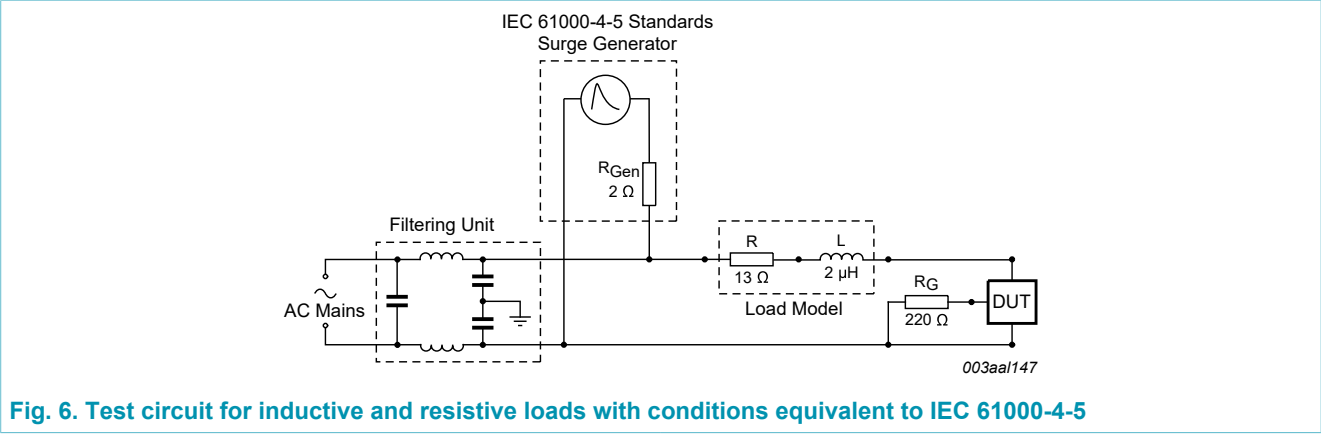 IEC 61000-4-5 Standards
Surge Generator
RGen
2 Ω
Filtering Unit
R
L
13 Ω
2 μH
RG
AC Mains
Load Model
220 Ω
DUT
003aal147
Fig. 6. Test circuit for inductive and resistive loads with conditions equivalent to IEC 61000-4-5